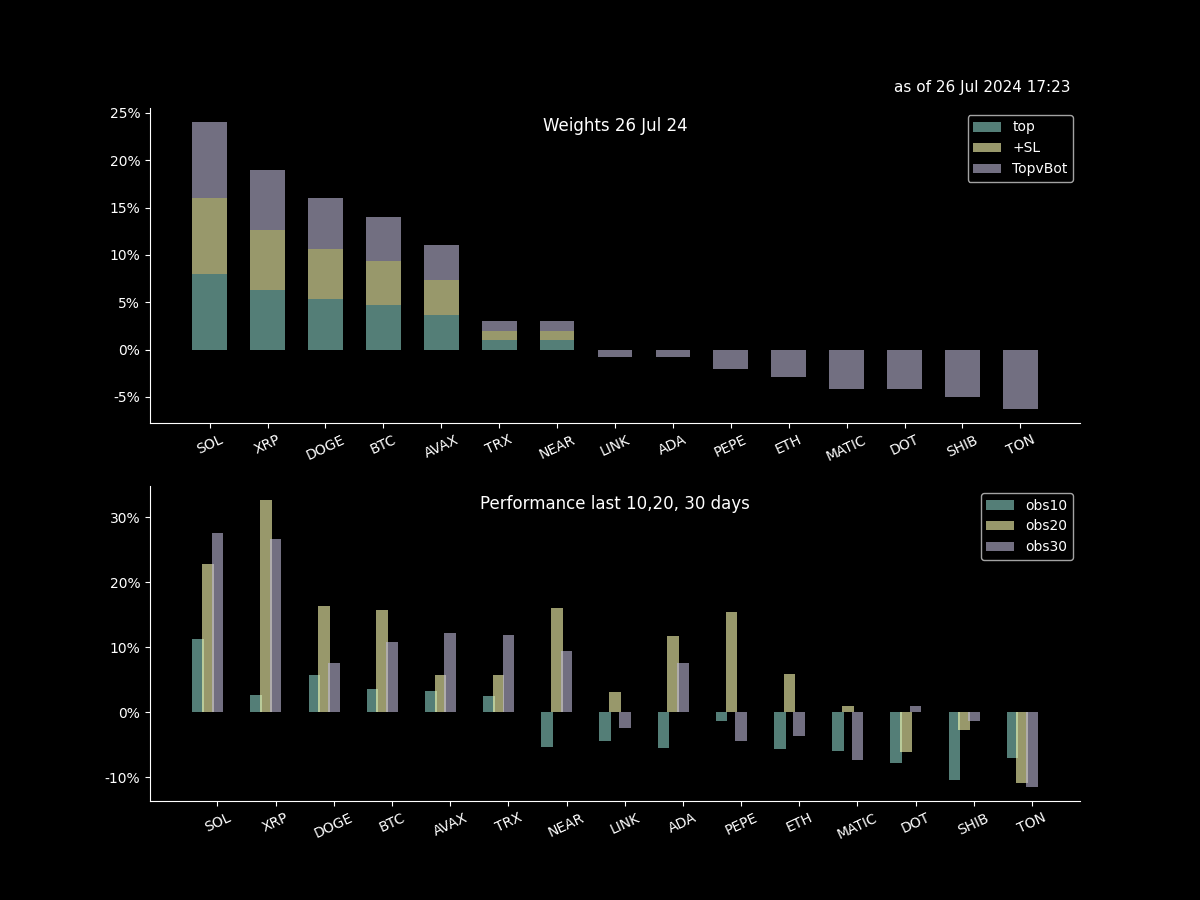 as of 26 Jul 2024 17:23
Weights 26 Jul 24
top
+SL
TopvBot
25%
20%
15%
10%
5%
0%
-5%
SOL XRP DOGE BTC AVAX TRX NEAR LINK ADA PEPE ETH MATIC DOT SHIB TON
Performance last 10,20, 30 days
obs10
obs20
obs30
30%
20%
10%
0%
-10%
SOL XRP DOGE BTC AVAX TRX NEAR LINK ADA PEPE ETH MATIC DOT SHIB TON